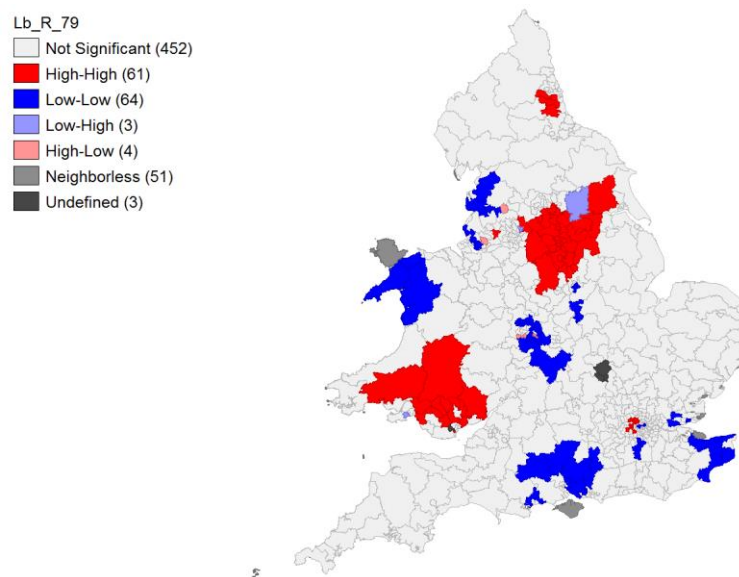 Lb_R_79
Not Significant (452)
High-High (61)
Low-Low (64)
Low-High (3)
High-Low (4)
Neighborless (51)
Undefined (3)